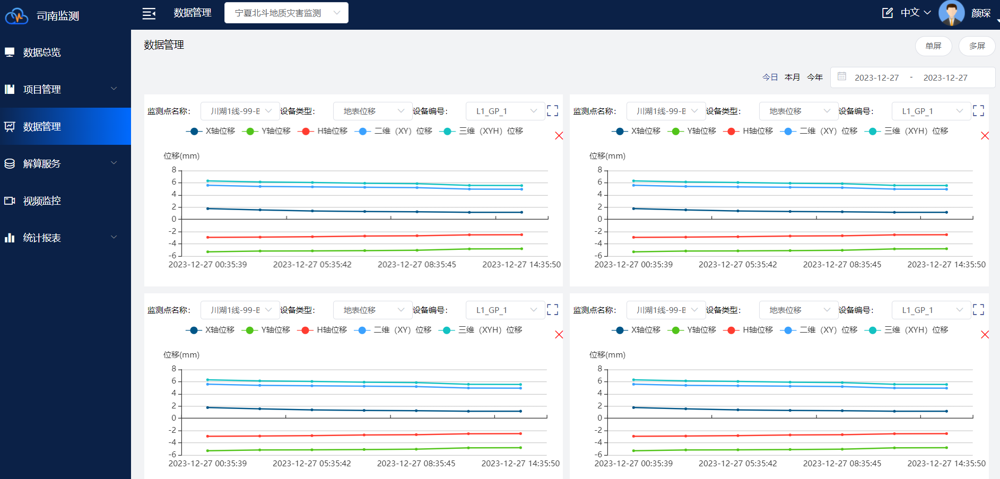 司南监测
数据管理
宁夏北斗地质灾害监测
中文
颜琛
数据总览
项目管理
数据管理
解算服务
视频监控
统计报表
数据管理
单屏
多屏
今日 本月 今年 2023-12-27 - 2023-12-27
监测点名称： 川湖1线-99-B 设备类型： 地表位移 设备编号： L1_GP_1
X轴位移 Y轴位移 H轴位移 二维（XY）位移 三维（XYH）位移
位移(mm)
8
6
4
2
0
-2
-4
-6
2023-12-27 00:35:39 2023-12-27 05:35:42 2023-12-27 08:35:45 2023-12-27 14:35:50
监测点名称： 川湖1线-99-B 设备类型： 地表位移 设备编号： L1_GP_1
X轴位移 Y轴位移 H轴位移 二维（XY）位移 三维（XYH）位移
位移(mm)
8
6
4
2
0
-2
-4
-6
2023-12-27 00:35:39 2023-12-27 05:35:42 2023-12-27 08:35:45 2023-12-27 14:35:50
监测点名称： 川湖1线-99-B 设备类型： 地表位移 设备编号： L1_GP_1
X轴位移 Y轴位移 H轴位移 二维（XY）位移 三维（XYH）位移
位移(mm)
8
6
4
2
0
-2
-4
-6
2023-12-27 00:35:39 2023-12-27 05:35:42 2023-12-27 08:35:45 2023-12-27 14:35:50
监测点名称： 川湖1线-99-B 设备类型： 地表位移 设备编号： L1_GP_1
X轴位移 Y轴位移 H轴位移 二维（XY）位移 三维（XYH）位移
位移(mm)
8
6
4
2
0
-2
-4
-6
2023-12-27 00:35:39 2023-12-27 05:35:42 2023-12-27 08:35:45 2023-12-27 14:35:50